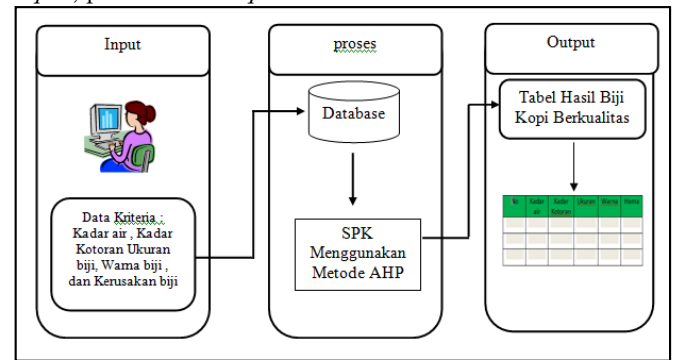 Input
proses
Output
Database
Tabel Hasil Biji
Kopi Berkualitas
No Kadar air Kadar Kotoran Ukuran Warna Hama
Data Kriteria :
Kadar air , Kadar
Kotoran Ukuran
biji, Warna biji ,
dan Kerusakan biji
SPK
Menggunakan
Metode AHP